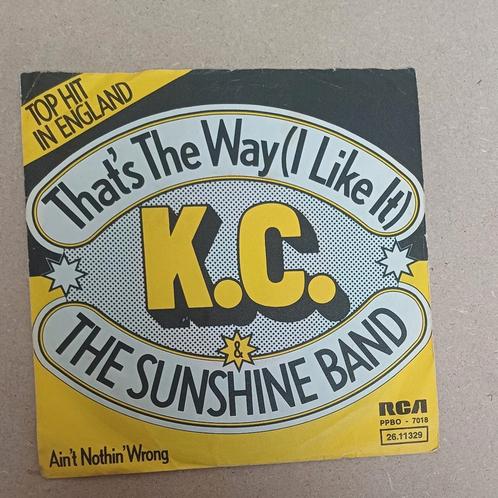 TOP HIT
IN ENGLAND
That's The Way (I Like It)
K.C.
&
THE SUNSHINE BAND
RCA
PPBO - 7018
26.11329
Ain't Nothin' Wrong